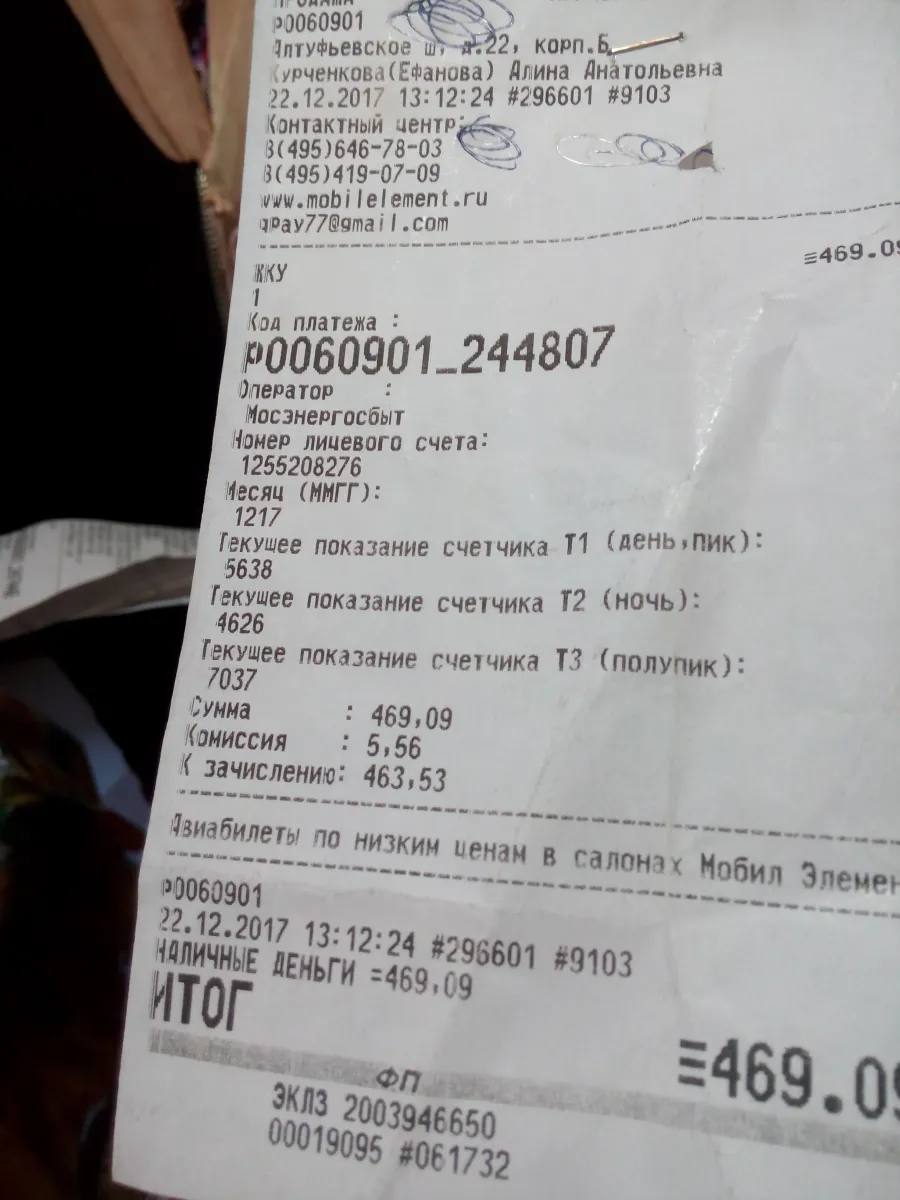 P0060901
Алтуфьевское ш, д.22, корп.Б
Курченкова(Ефанова) Алина Анатольевна
22.12.2017 13:12:24 #296601 #9103
Контактный центр:
8(495)646-78-03
8(495)419-07-09
www.mobilelement.ru
qpay77@gmail.com
≡469.09
ЖКУ
1
Код платежа :
P0060901_244807
Оператор :
Мосэнергосбыт
Номер лицевого счета:
1255208276
Месяц (ММГГ):
1217
Текущее показание счетчика Т1 (день,пик):
5638
Текущее показание счетчика Т2 (ночь):
4626
Текущее показание счетчика Т3 (полупик):
7037
Сумма : 469,09
Комиссия : 5,56
К зачислению: 463,53
Авиабилеты по низким ценам в салонах Мобил Элемен
P0060901
22.12.2017 13:12:24 #296601 #9103
НАЛИЧНЫЕ ДЕНЬГИ =469.09
ИТОГ
≡469.09
ФП
ЭКЛЗ 2003946650
00019095 #061732